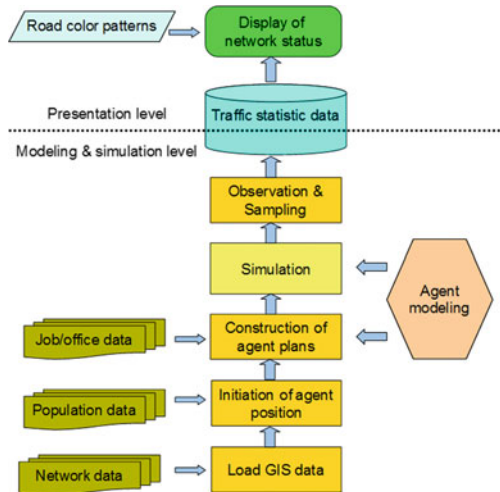 Road color patterns
Display of
network status
Presentation level
Traffic statistic data
Modeling & simulation level
Observation &
Sampling
Simulation
Agent
modeling
Job/office data
Construction of
agent plans
Population data
Initiation of agent
position
Network data
Load GIS data